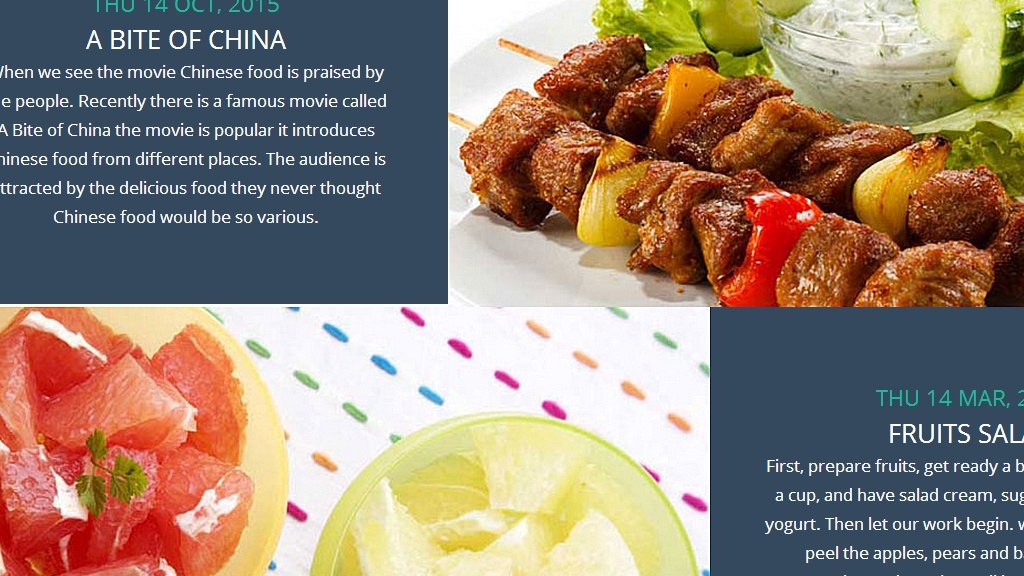 THU 14 OCT, 2015
A BITE OF CHINA
When we see the movie Chinese food is praised by
e people. Recently there is a famous movie called
A Bite of China the movie is popular it introduces
hinese food from different places. The audience is
ttracted by the delicious food they never thought
Chinese food would be so various.
THU 14 MAR, 2
FRUITS SALA
First, prepare fruits, get ready a b
a cup, and have salad cream, sug
yogurt. Then let our work begin. w
peel the apples, pears and b